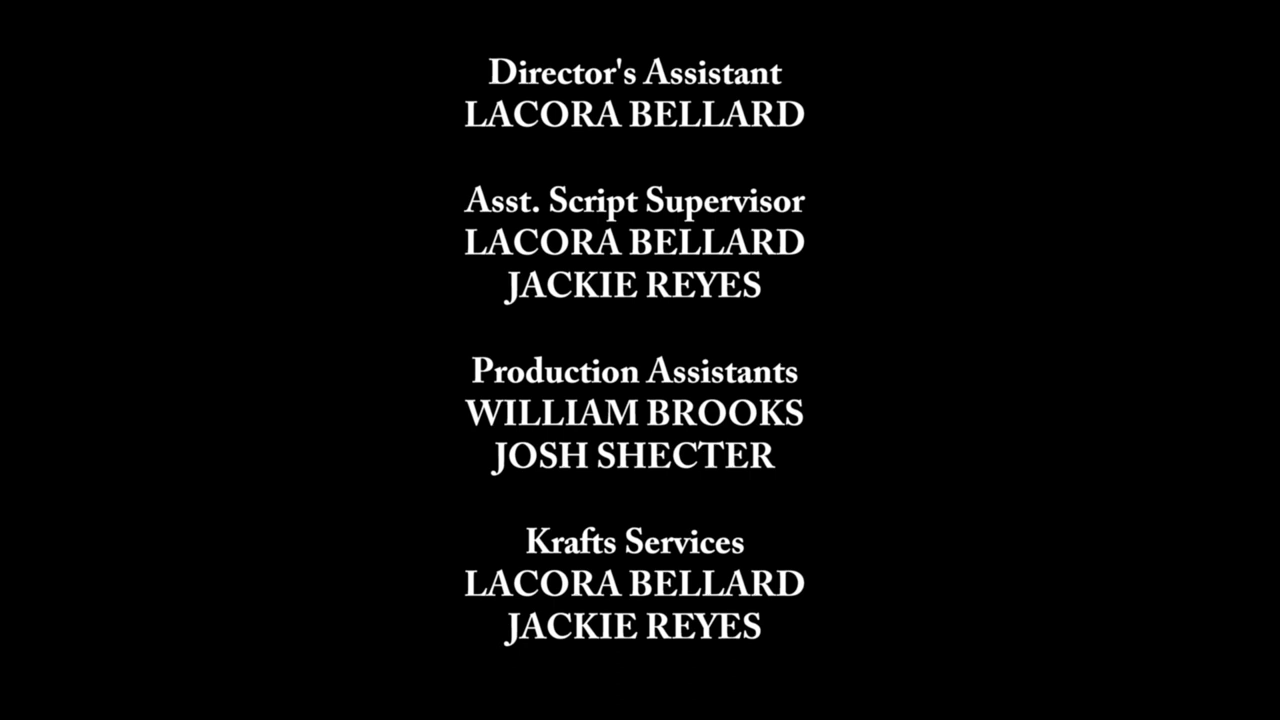 Director's Assistant
LACORA BELLARD
Asst. Script Supervisor
LACORA BELLARD
JACKIE REYES
Production Assistants
WILLIAM BROOKS
JOSH SHECTER
Krafts Services
LACORA BELLARD
JACKIE REYES